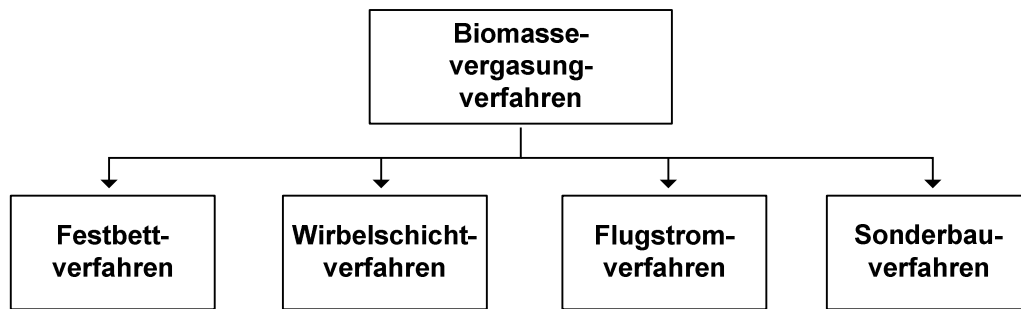 Biomasse-
vergasung-
verfahren
Festbett-
verfahren
Wirbelschicht-
verfahren
Flugstrom-
verfahren
Sonderbau-
verfahren